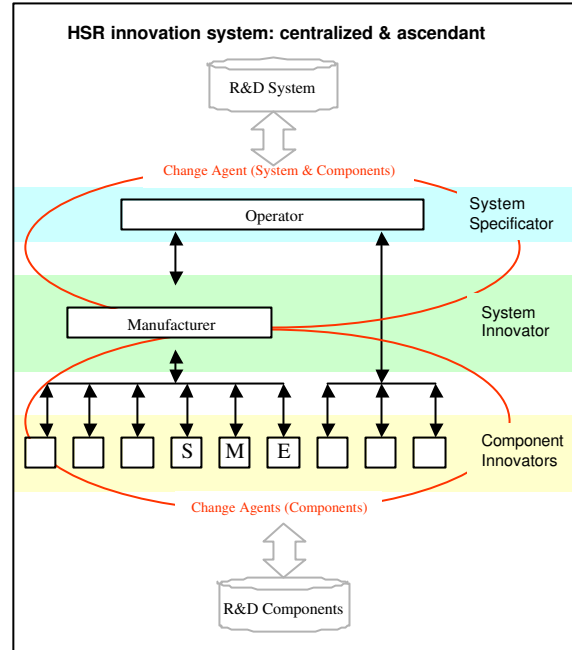 HSR innovation system: centralized & ascendant
R&D System
Change Agent (System & Components)
Operator
System
Specificator
Manufacturer
System
Innovator
S M E
Component
Innovators
Change Agents (Components)
R&D Components